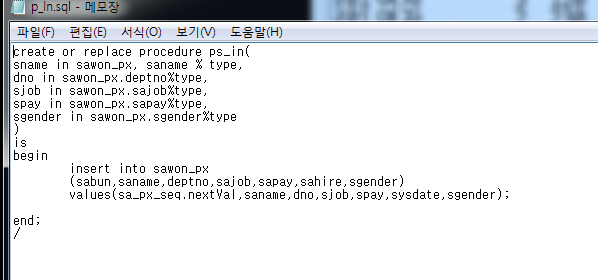 p_in.sql - 메모장
파일(F) 편집(E) 서식(O) 보기(V) 도움말(H)
create or replace procedure ps_in(
sname in sawon_px, saname % type,
dno in sawon_px.deptno%type,
sjob in sawon_px.sajob%type,
spay in sawon_px.sapay%type,
sgender in sawon_px.sgender%type
)
is
begin
insert into sawon_px
(sabun,saname,deptno,sajob,sapay,sahire,sgender)
values(sa_px_seq.nextVal,saname,dno,sjob,spay,sysdate,sgender);
end;
/